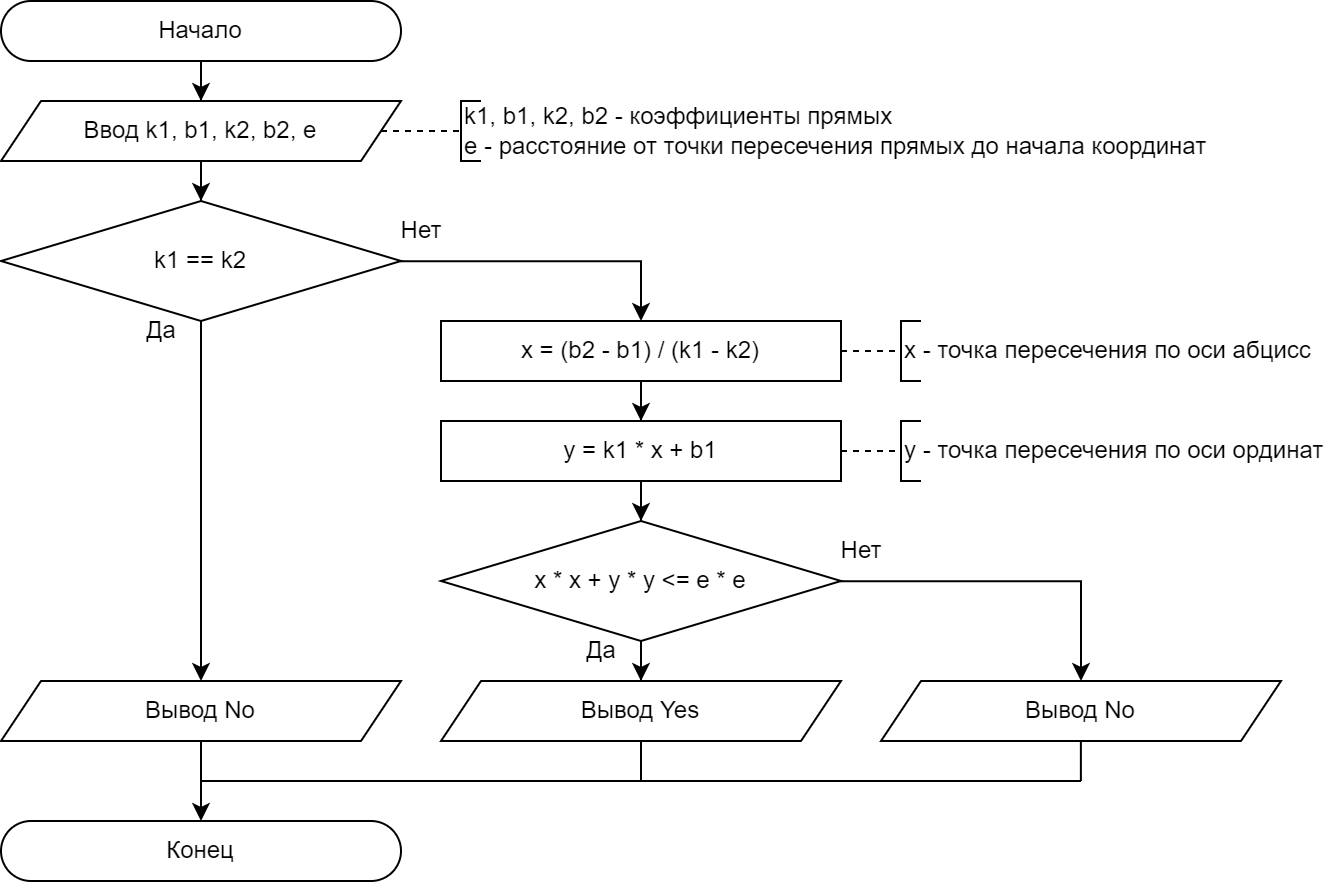 Начало
Ввод k1, b1, k2, b2, e
k1, b1, k2, b2 - коэффициенты прямых
e - расстояние от точки пересечения прямых до начала координат
Нет
k1 == k2
Да
x = (b2 - b1) / (k1 - k2)
x - точка пересечения по оси абцисс
y = k1 * x + b1
y - точка пересечения по оси ординат
Нет
x * x + y * y <= e * e
Да
Вывод No
Вывод Yes
Вывод No
Конец